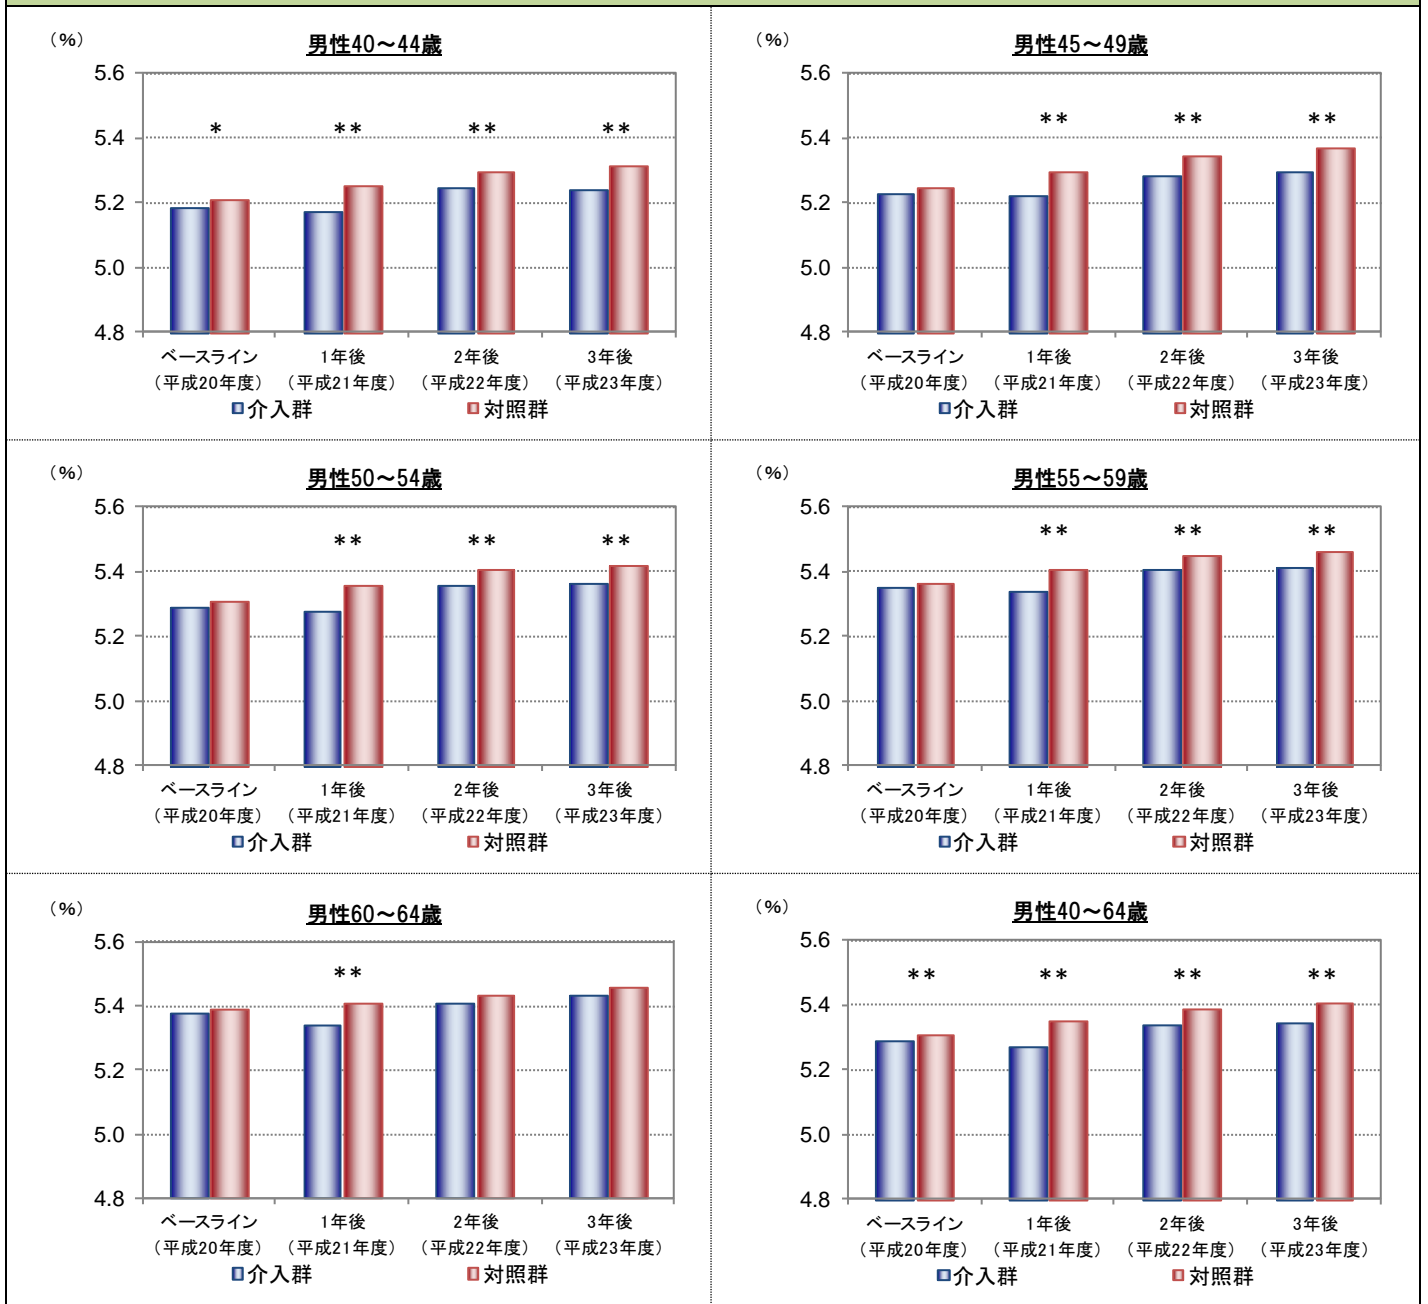 （%）
男性40～44歳
5.6
5.4
5.2
5.0
4.8
* ** ** **
ベースライン 1年後 2年後 3年後
（平成20年度） （平成21年度） （平成22年度） （平成23年度）
介入群 対照群
（%）
男性45～49歳
5.6
5.4
5.2
5.0
4.8
** ** **
ベースライン 1年後 2年後 3年後
（平成20年度） （平成21年度） （平成22年度） （平成23年度）
介入群 対照群
（%）
男性50～54歳
5.6
5.4
5.2
5.0
4.8
** ** **
ベースライン 1年後 2年後 3年後
（平成20年度） （平成21年度） （平成22年度） （平成23年度）
介入群 対照群
（%）
男性55～59歳
5.6
5.4
5.2
5.0
4.8
** ** **
ベースライン 1年後 2年後 3年後
（平成20年度） （平成21年度） （平成22年度） （平成23年度）
介入群 対照群
（%）
男性60～64歳
5.6
5.4
5.2
5.0
4.8
**
ベースライン 1年後 2年後 3年後
（平成20年度） （平成21年度） （平成22年度） （平成23年度）
介入群 対照群
（%）
男性40～64歳
5.6
5.4
5.2
5.0
4.8
** ** ** **
ベースライン 1年後 2年後 3年後
（平成20年度） （平成21年度） （平成22年度） （平成23年度）
介入群 対照群